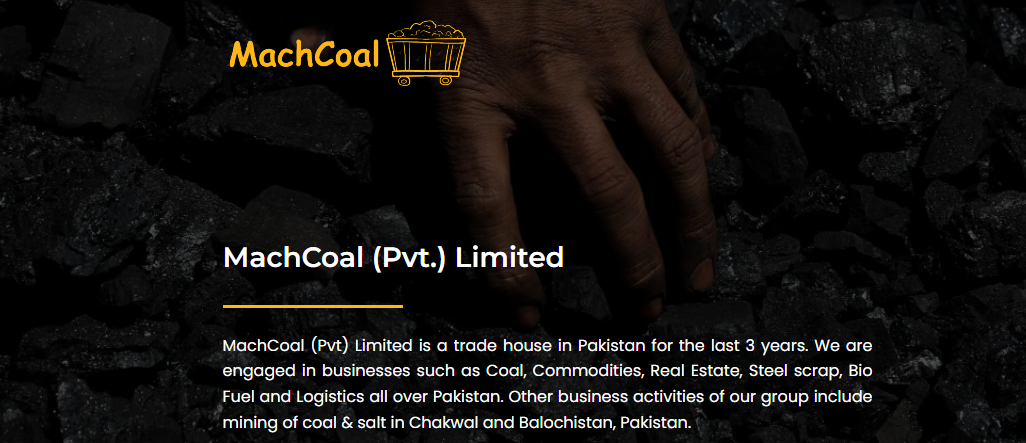 MachCoal
MachCoal (Pvt.) Limited
MachCoal (Pvt) Limited is a trade house in Pakistan for the last 3 years. We are
engaged in businesses such as Coal, Commodities, Real Estate, Steel scrap, Bio
Fuel and Logistics all over Pakistan. Other business activities of our group include
mining of coal & salt in Chakwal and Balochistan, Pakistan.